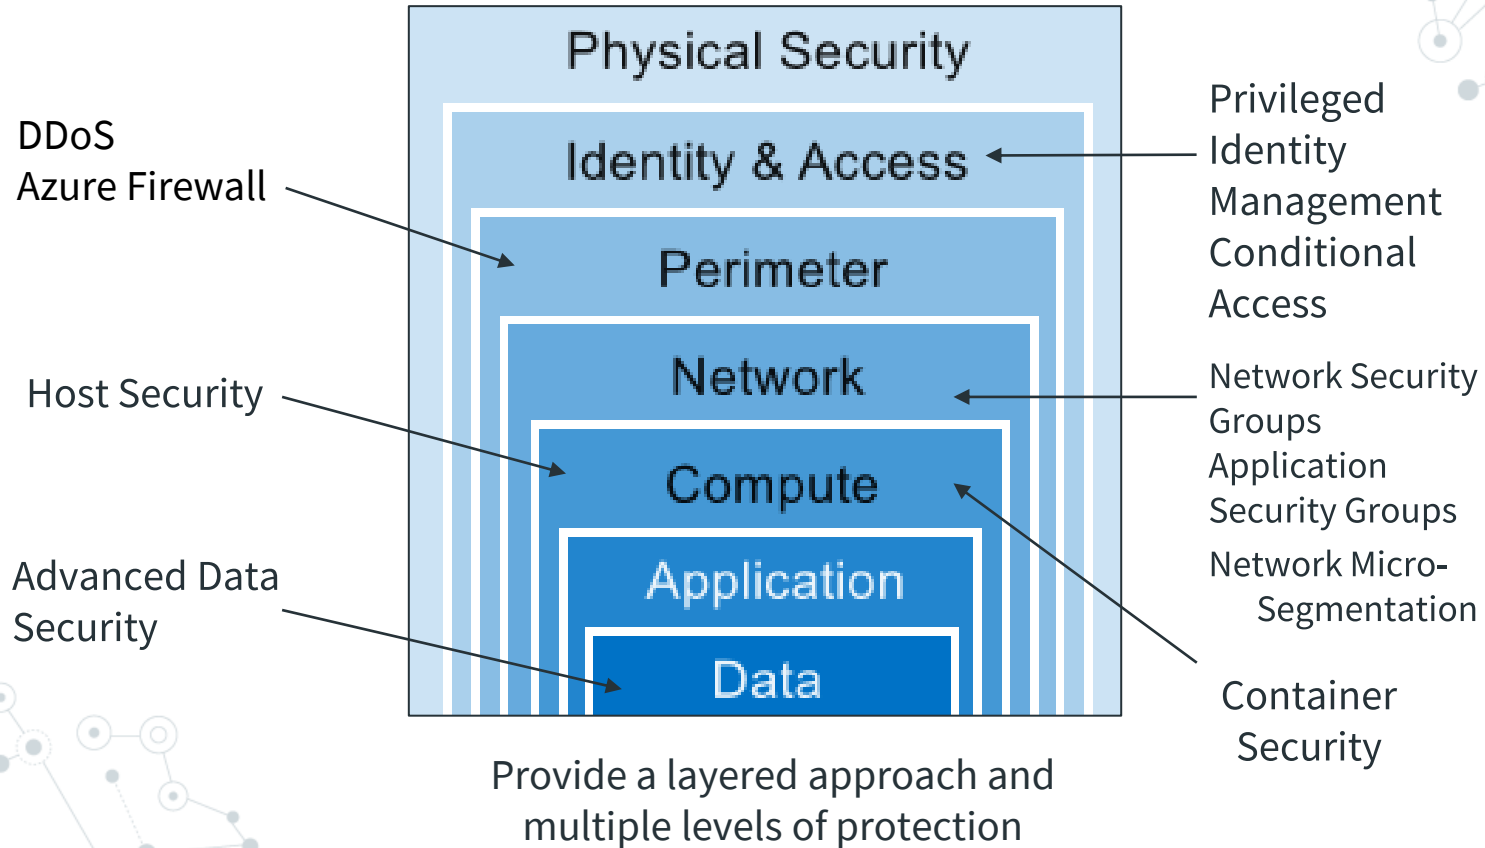 Physical Security
Identity & Access
Perimeter
Network
Compute
Application
Data
DDoS
Azure Firewall
Host Security
Advanced Data
Security
Privileged
Identity
Management
Conditional
Access
Network Security
Groups
Application
Security Groups
Network Micro-
Segmentation
Container
Security
Provide a layered approach and
multiple levels of protection